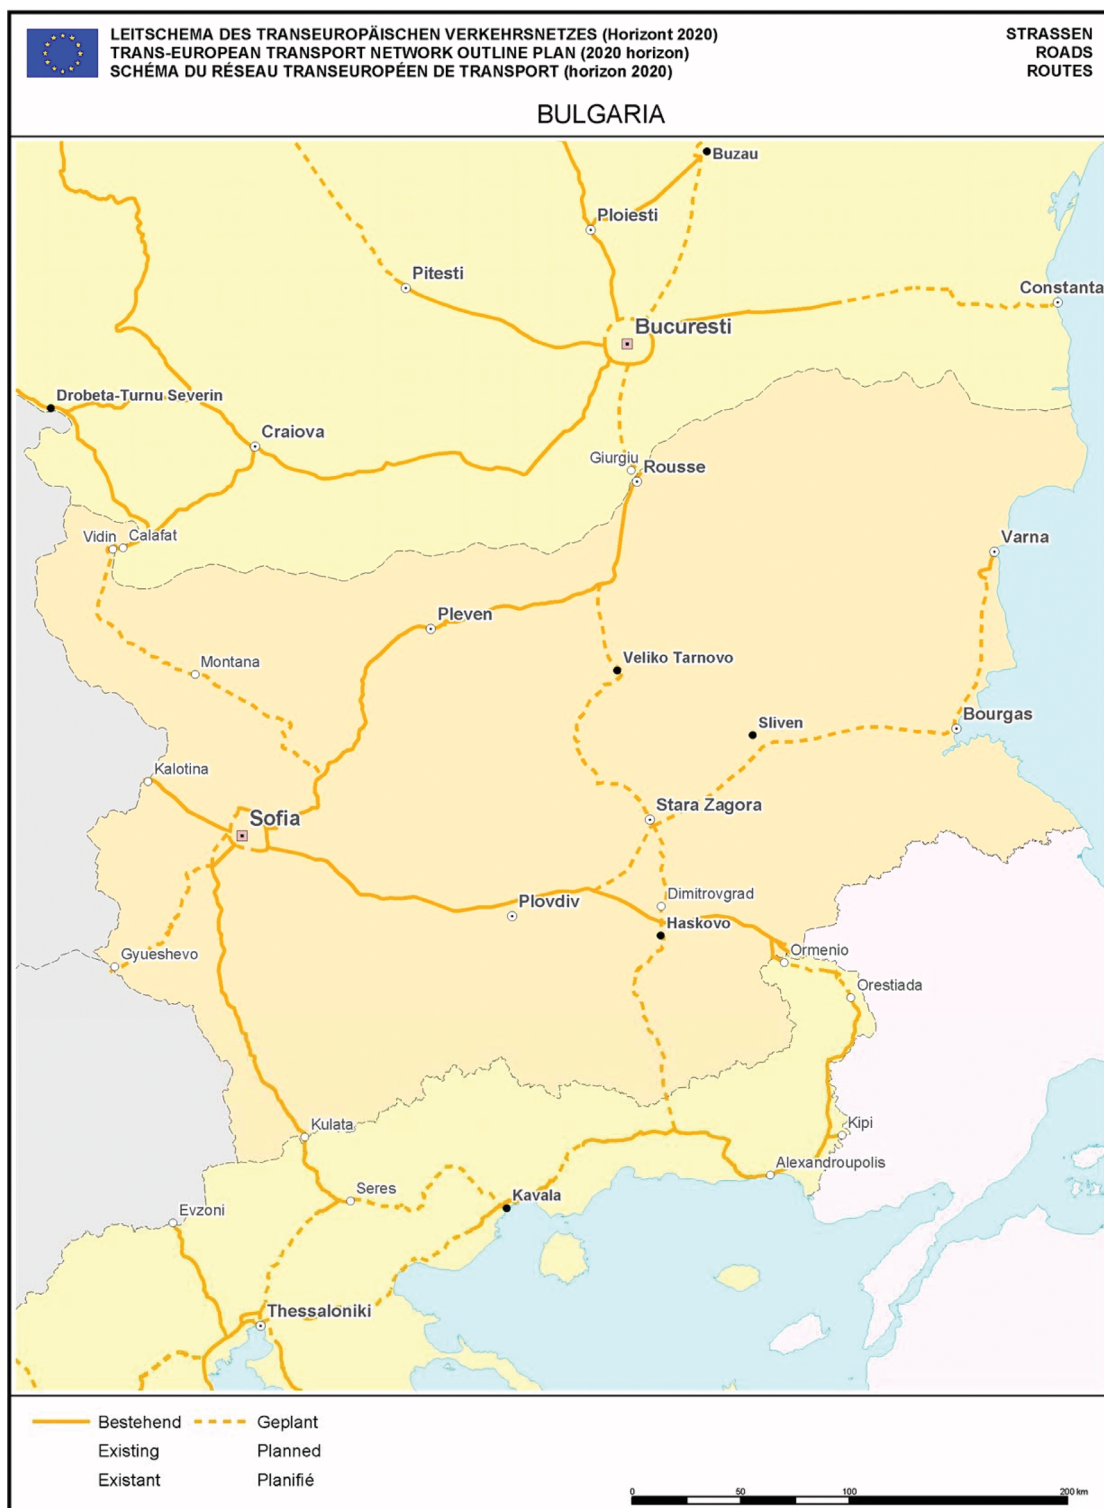 LEITSCHEMA DES TRANSEUROPÄISCHEN VERKEHRSNETZES (Horizont 2020)
TRANS-EUROPEAN TRANSPORT NETWORK OUTLINE PLAN (2020 horizon)
SCHÉMA DU RÉSEAU TRANSEUROPÉEN DE TRANSPORT (horizon 2020)
STRASSEN
ROADS
ROUTES
BULGARIA
Buzau
Ploiesti
Pitesti
Constanta
Bucuresti
Drobeta-Turnu Severin
Craiova
Giurgiu
Rousse
Vidin
Calafat
Varna
Pleven
Montana
Veliko Tarnovo
Bourgas
Sliven
Kalotina
Stara Zagora
Sofia
Dimitrovgrad
Plovdiv
Haskovo
Gyueshevo
Ormenio
Orestiada
Kulata
Kipi
Alexandroupolis
Seres
Kavala
Evzoni
Thessaloniki
Bestehend
Geplant
Existing
Planned
Existant
Planifié
0 50 100 200 km